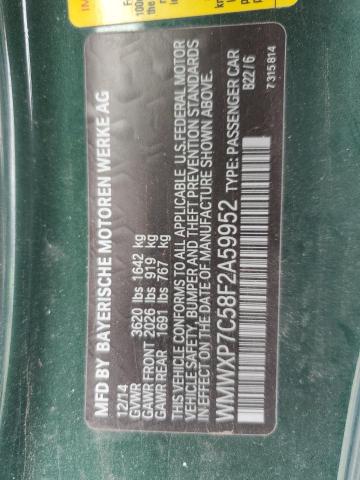 MFD BY BAYERISCHE MOTOREN WERKE AG
12/14
GVWR 3620 lbs 1642 kg
GAWR FRONT 2026 lbs 919 kg
GAWR REAR 1691 lbs 767 kg
THIS VEHICLE CONFORMS TO ALL APPLICABLE U.S. FEDERAL MOTOR
VEHICLE SAFETY, BUMPER AND THEFT PREVENTION STANDARDS
IN EFFECT ON THE DATE OF MANUFACTURE SHOWN ABOVE.
WMWXP7C58F2A59952 TYPE: PASSENGER CAR
B22/6
7 315 814